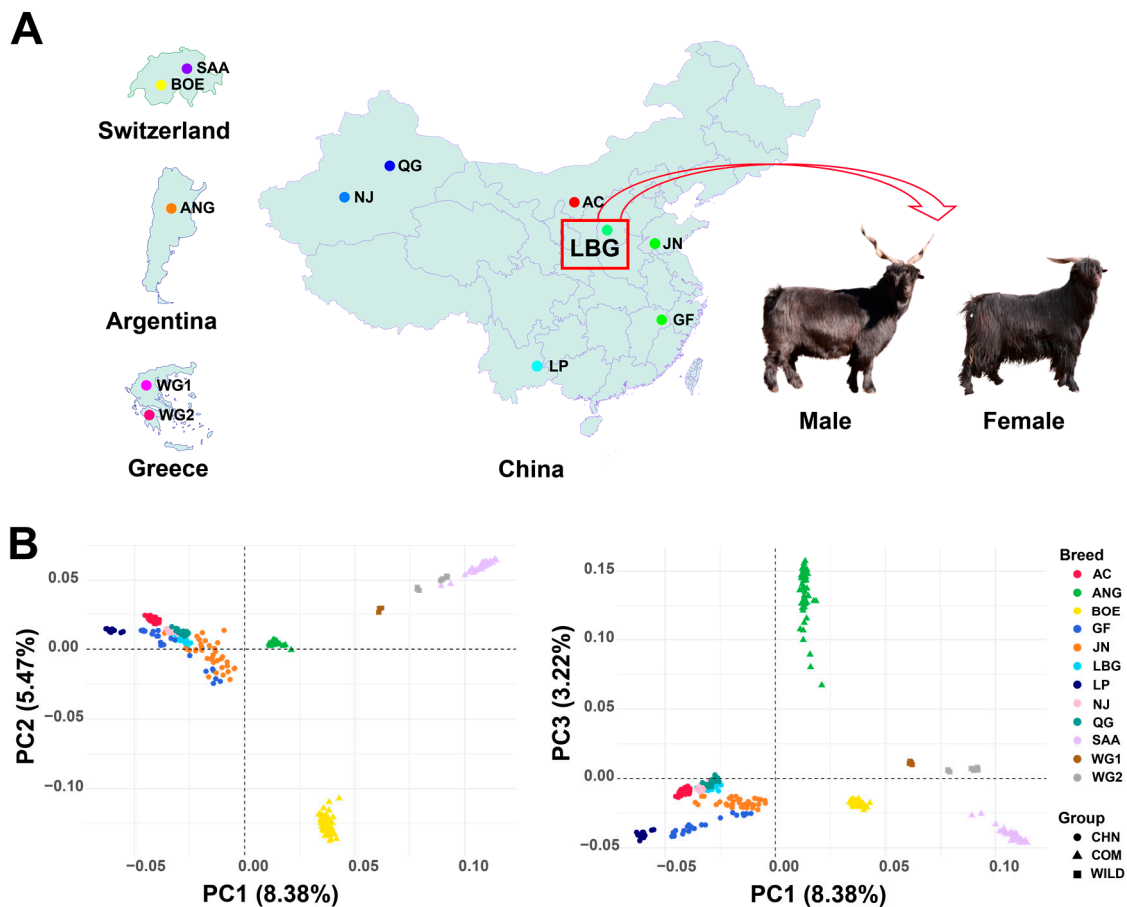 A
SAA
BOE
Switzerland
ANG
Argentina
WG1
WG2
Greece
QG
NJ
AC
LBG
JN
GF
LP
China
Male
Female
B
PC2 (5.47%)
0.05
0.00
−0.05
−0.10
−0.05
0.00
0.05
0.10
PC1 (8.38%)
PC3 (3.22%)
0.15
0.10
0.05
0.00
−0.05
−0.05
0.00
0.05
0.10
PC1 (8.38%)
Breed
AC
ANG
BOE
GF
JN
LBG
LP
NJ
QG
SAA
WG1
WG2
Group
CHN
COM
WILD